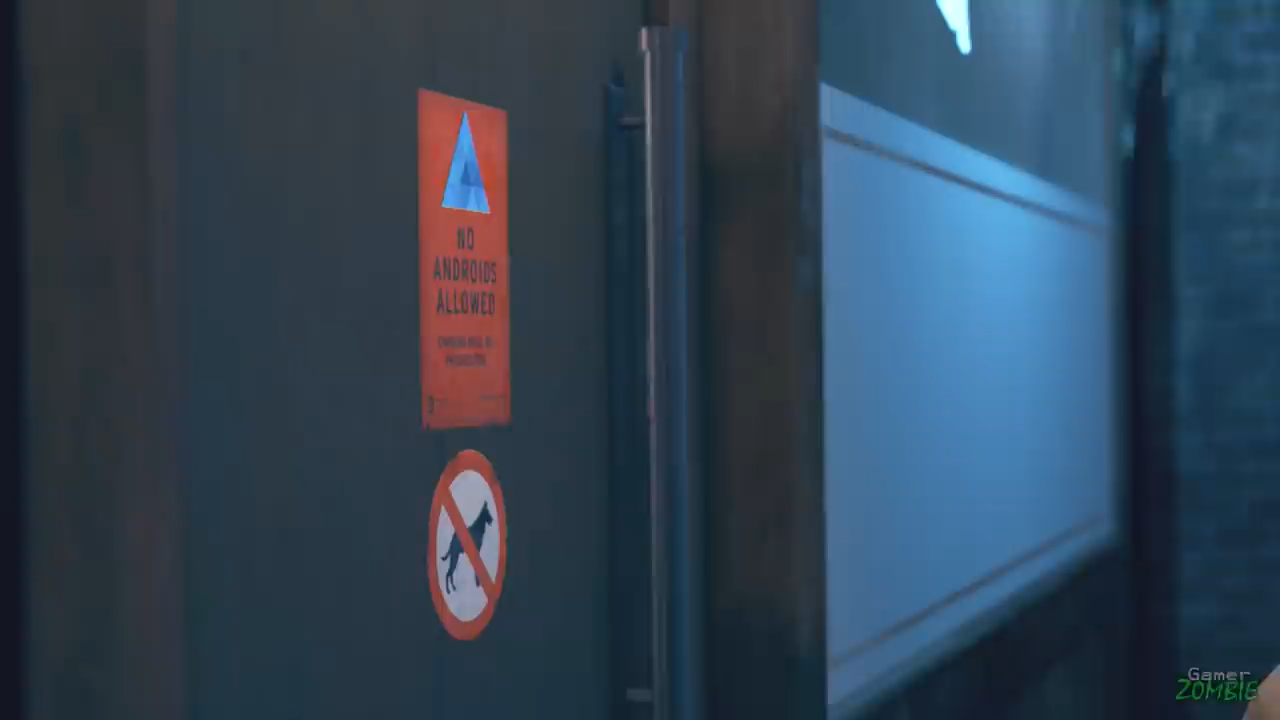 NO
ANDROIDS
ALLOWED
Gamer
ZOMBIE